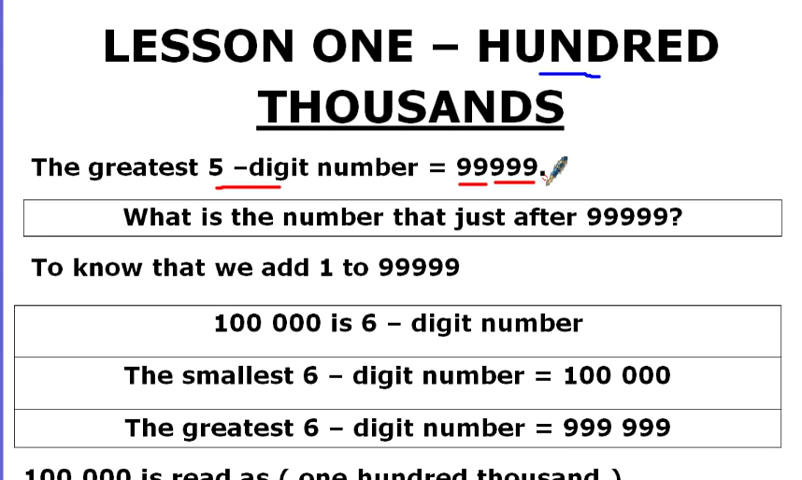 LESSON ONE – HUNDRED
THOUSANDS
The greatest 5 –digit number = 99999.
What is the number that just after 99999?
To know that we add 1 to 99999
100 000 is 6 – digit number
The smallest 6 – digit number = 100 000
The greatest 6 – digit number = 999 999
100 000 is read as ( one hundred thousand )